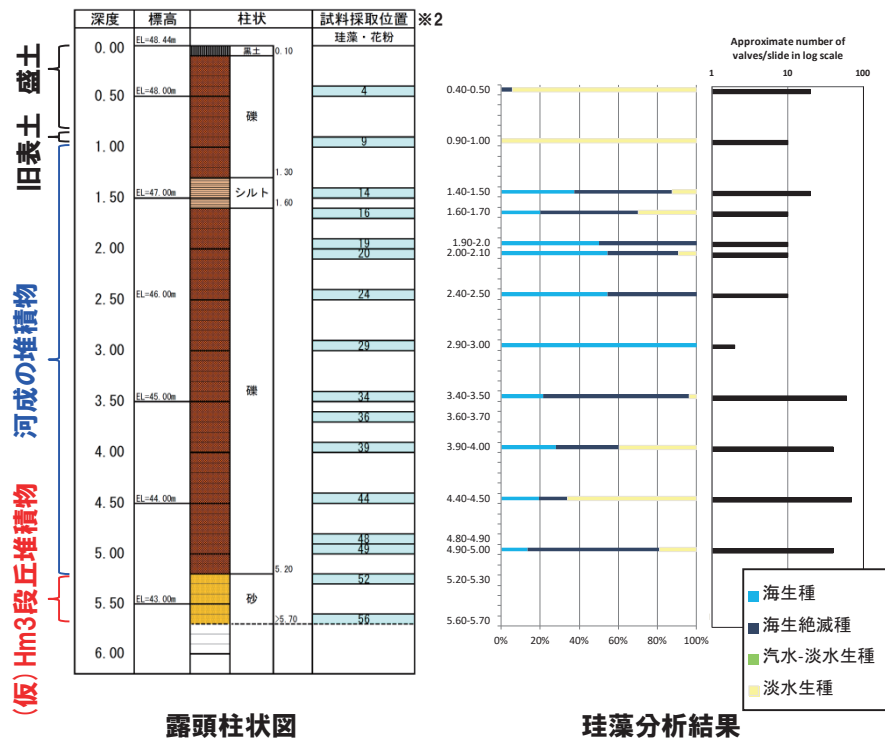 深度 標高 柱状 試料採取位置 ※2
珪藻・花粉
盛土
旧表土
河成の堆積物
(仮) Hm3段丘堆積物
0.00
0.50
1.00
1.50
2.00
2.50
3.00
3.50
4.00
4.50
5.00
5.50
6.00
EL=48.44m
EL=48.00m
EL=47.00m
EL=46.00m
EL=45.00m
EL=44.00m
EL=43.00m
黒土
礫
シルト
礫
砂
0.10
1.30
1.60
5.20
>5.70
4
9
14
16
19
20
24
29
34
36
39
44
48
49
52
56
露頭柱状図
Approximate number of
valves/slide in log scale
1 10 100
0.40-0.50
0.90-1.00
1.40-1.50
1.60-1.70
1.90-2.0
2.00-2.10
2.40-2.50
2.90-3.00
3.40-3.50
3.60-3.70
3.90-4.00
4.40-4.50
4.80-4.90
4.90-5.00
5.20-5.30
5.60-5.70
0% 20% 40% 60% 80% 100%
海生種
海生絶滅種
汽水-淡水生種
淡水生種
珪藻分析結果